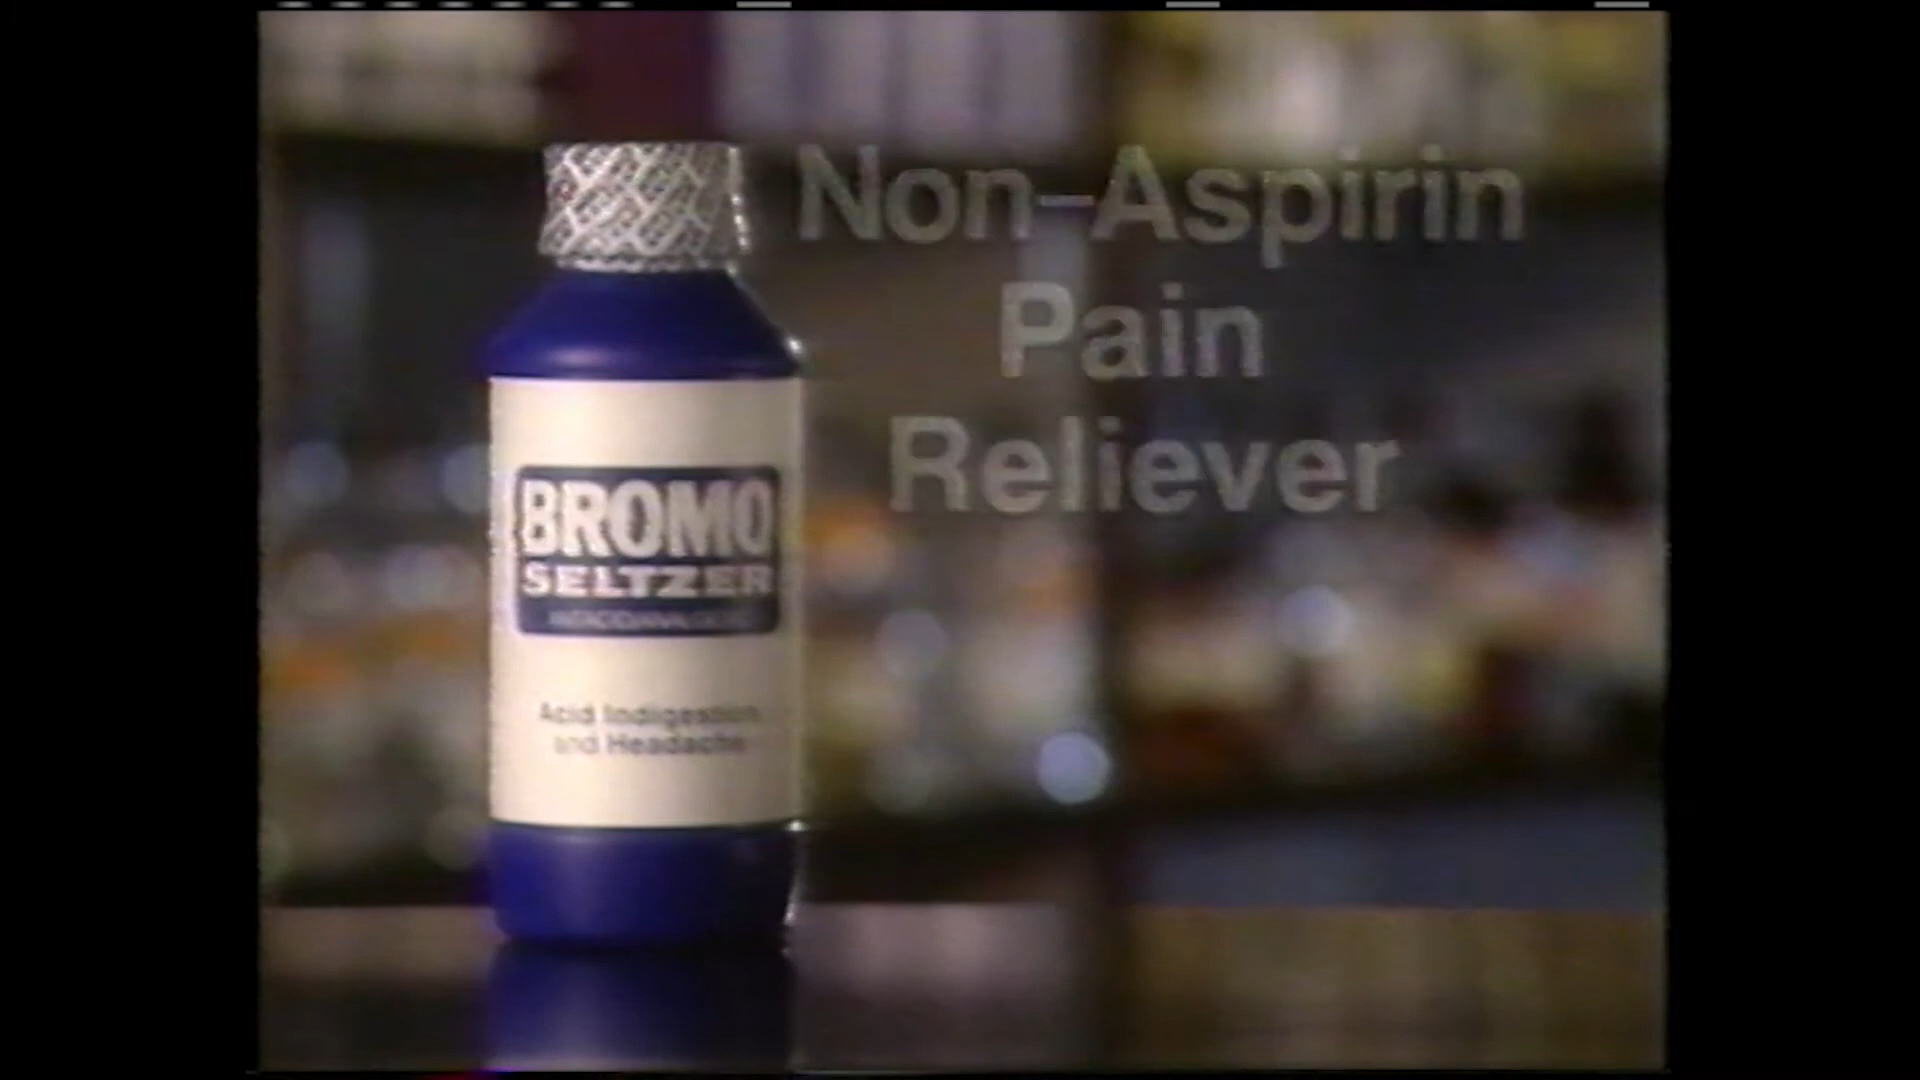 Non-Aspirin
Pain
Reliever
BROMO
SELTZER
Acid Indigestion
and Headache